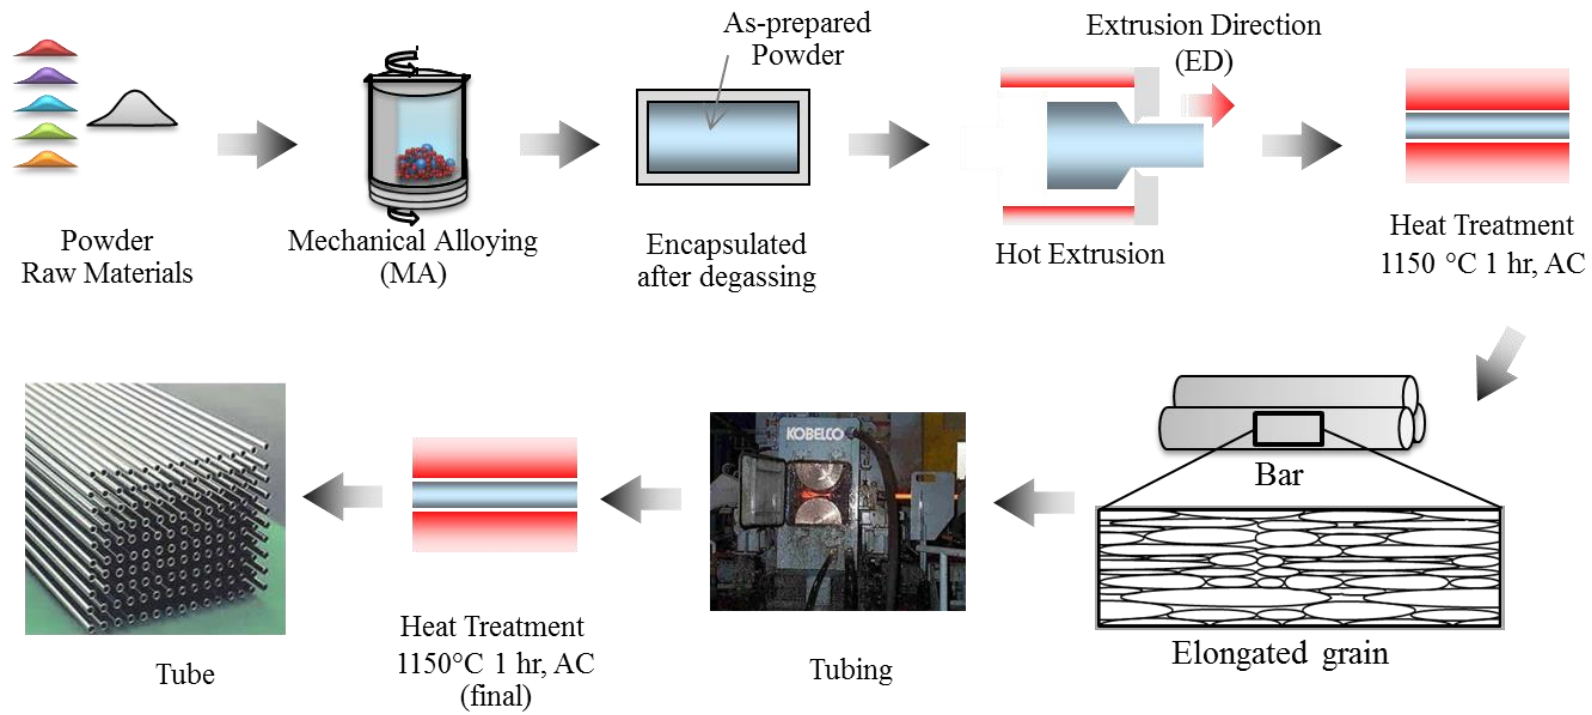 Powder
Raw Materials
Mechanical Alloying
(MA)
As-prepared
Powder
Encapsulated
after degassing
Extrusion Direction
(ED)
Hot Extrusion
Heat Treatment
1150 °C 1 hr, AC
Bar
Elongated grain
KOBELCO
Tubing
Heat Treatment
1150°C 1 hr, AC
(final)
Tube